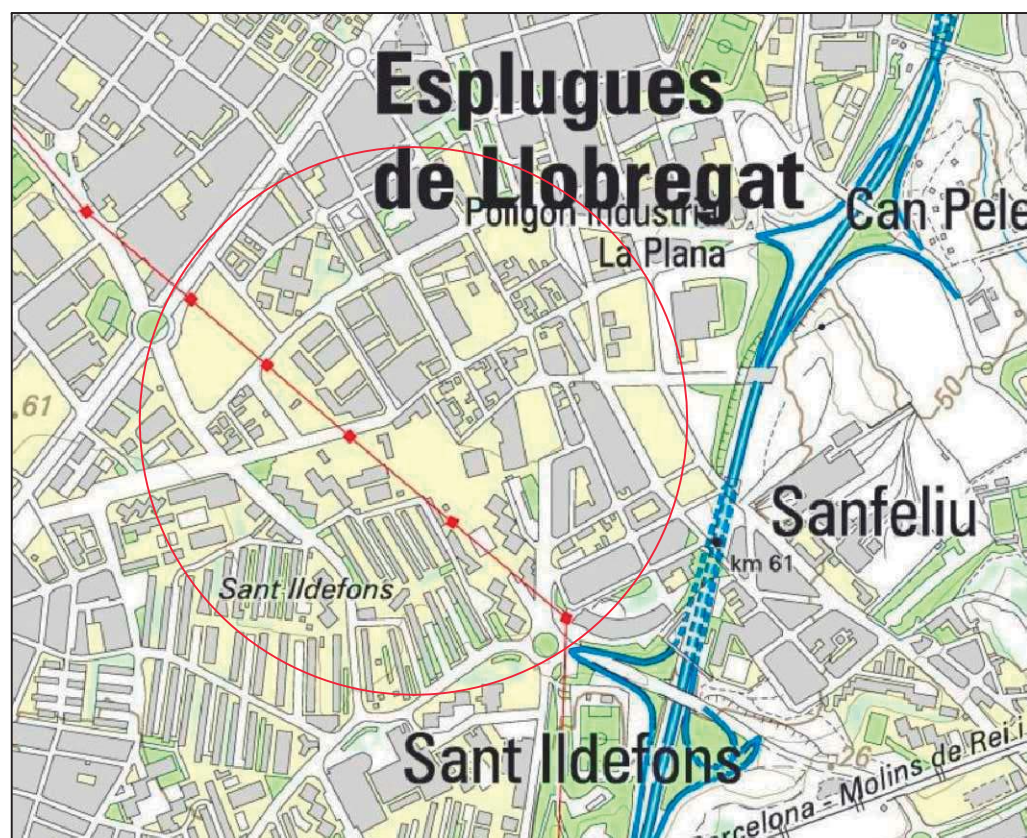 Esplugues
de Llobregat
Polígon Industrial
La Plana
Can Pele
61
50
Sanfeliu
km 61
Sant Ildefons
Sant Ildefons
26
Barcelona - Molins de Rei i